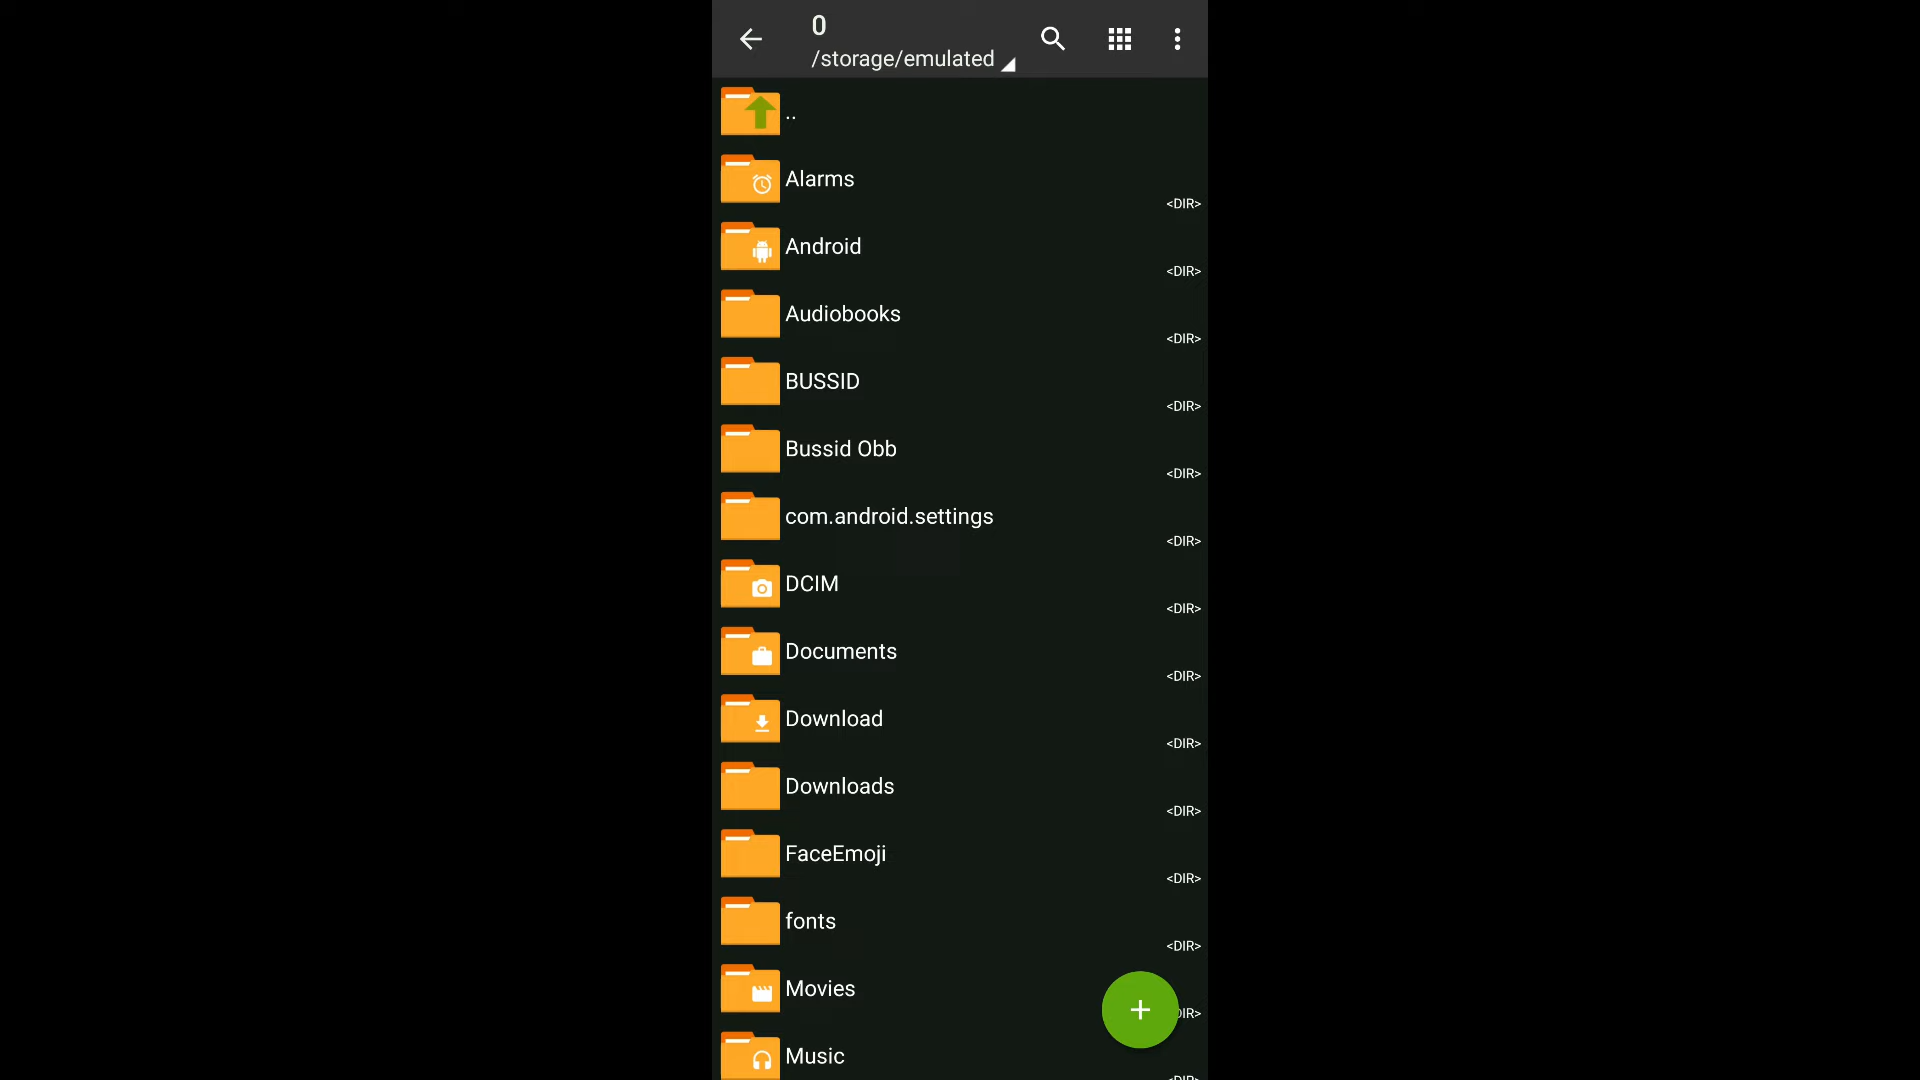 0
/storage/emulated
..
Alarms
<DIR>
Android
<DIR>
Audiobooks
<DIR>
BUSSID
<DIR>
Bussid Obb
<DIR>
com.android.settings
<DIR>
DCIM
<DIR>
Documents
<DIR>
Download
<DIR>
Downloads
<DIR>
FaceEmoji
<DIR>
fonts
<DIR>
Movies
DIR>
Music